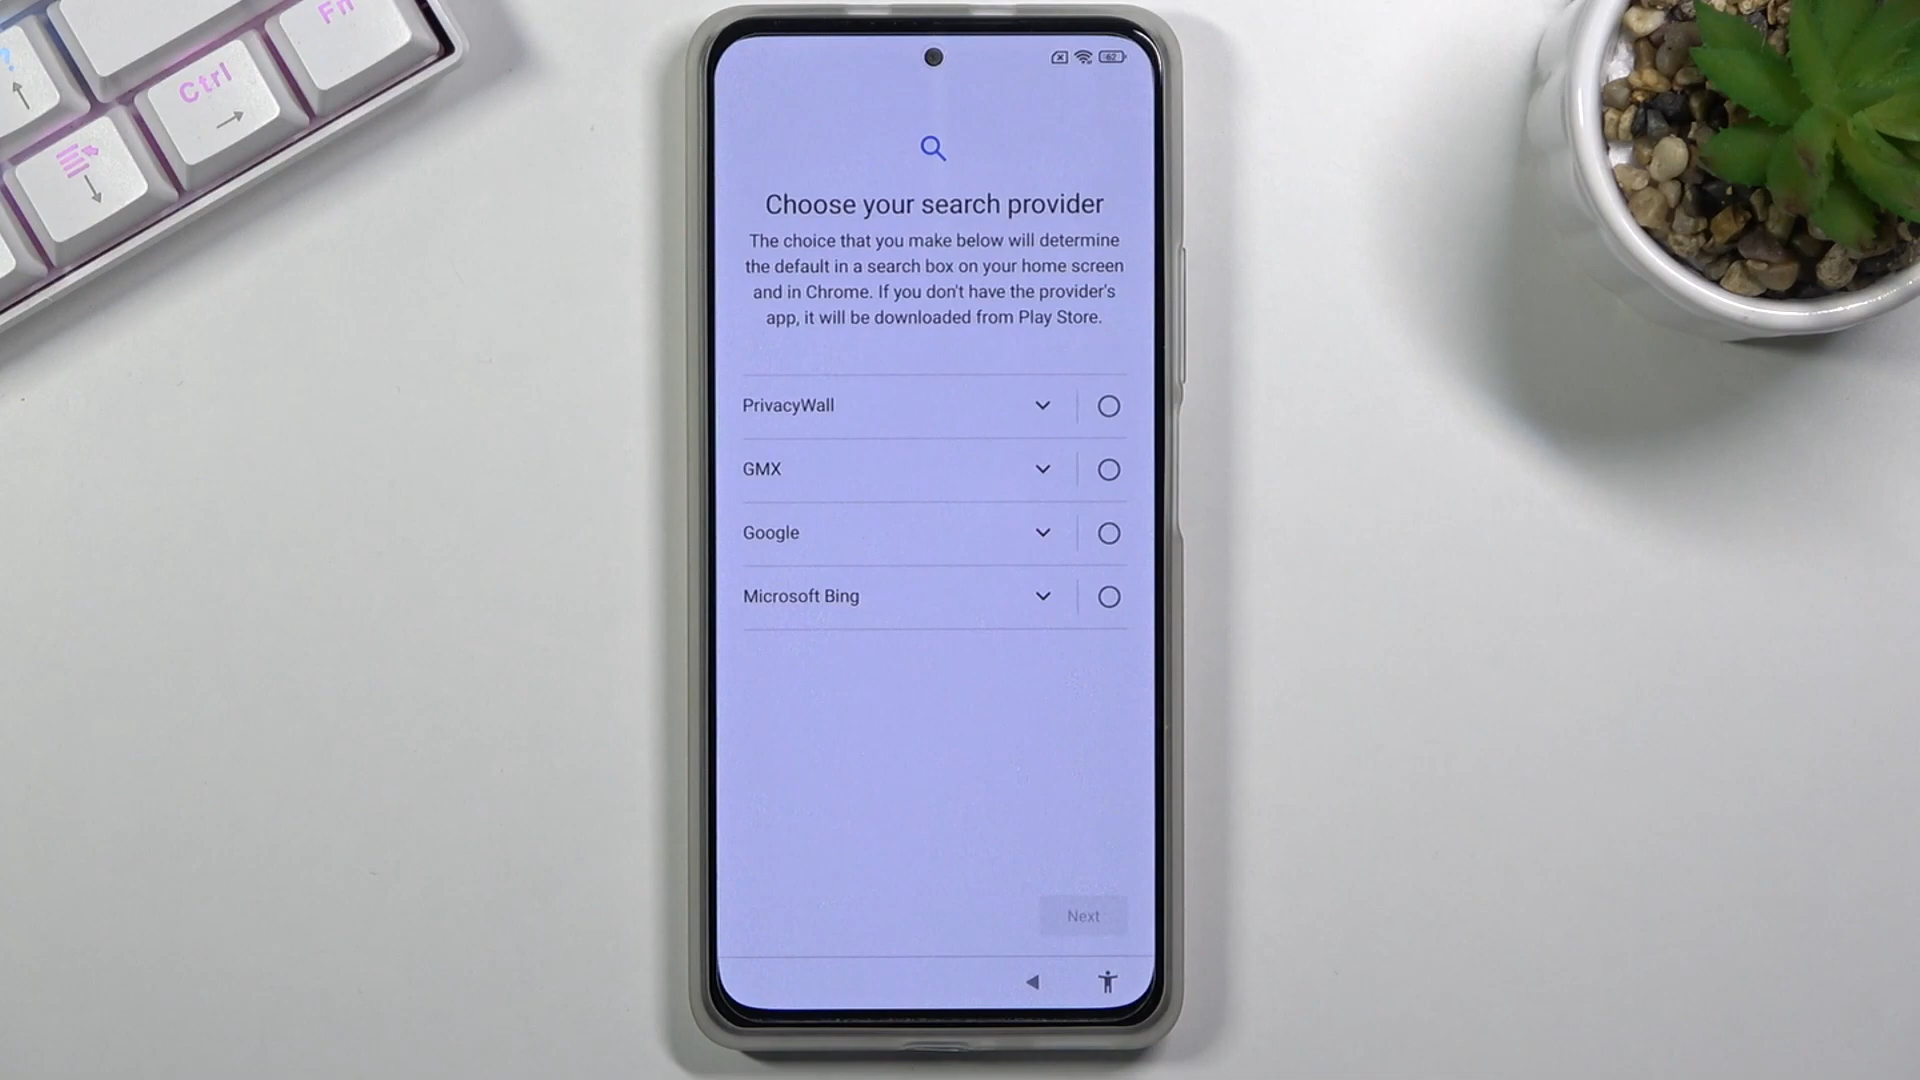 ?
Ctrl
Fn
62
Choose your search provider
The choice that you make below will determine
the default in a search box on your home screen
and in Chrome. If you don't have the provider's
app, it will be downloaded from Play Store.
PrivacyWall
GMX
Google
Microsoft Bing
Next